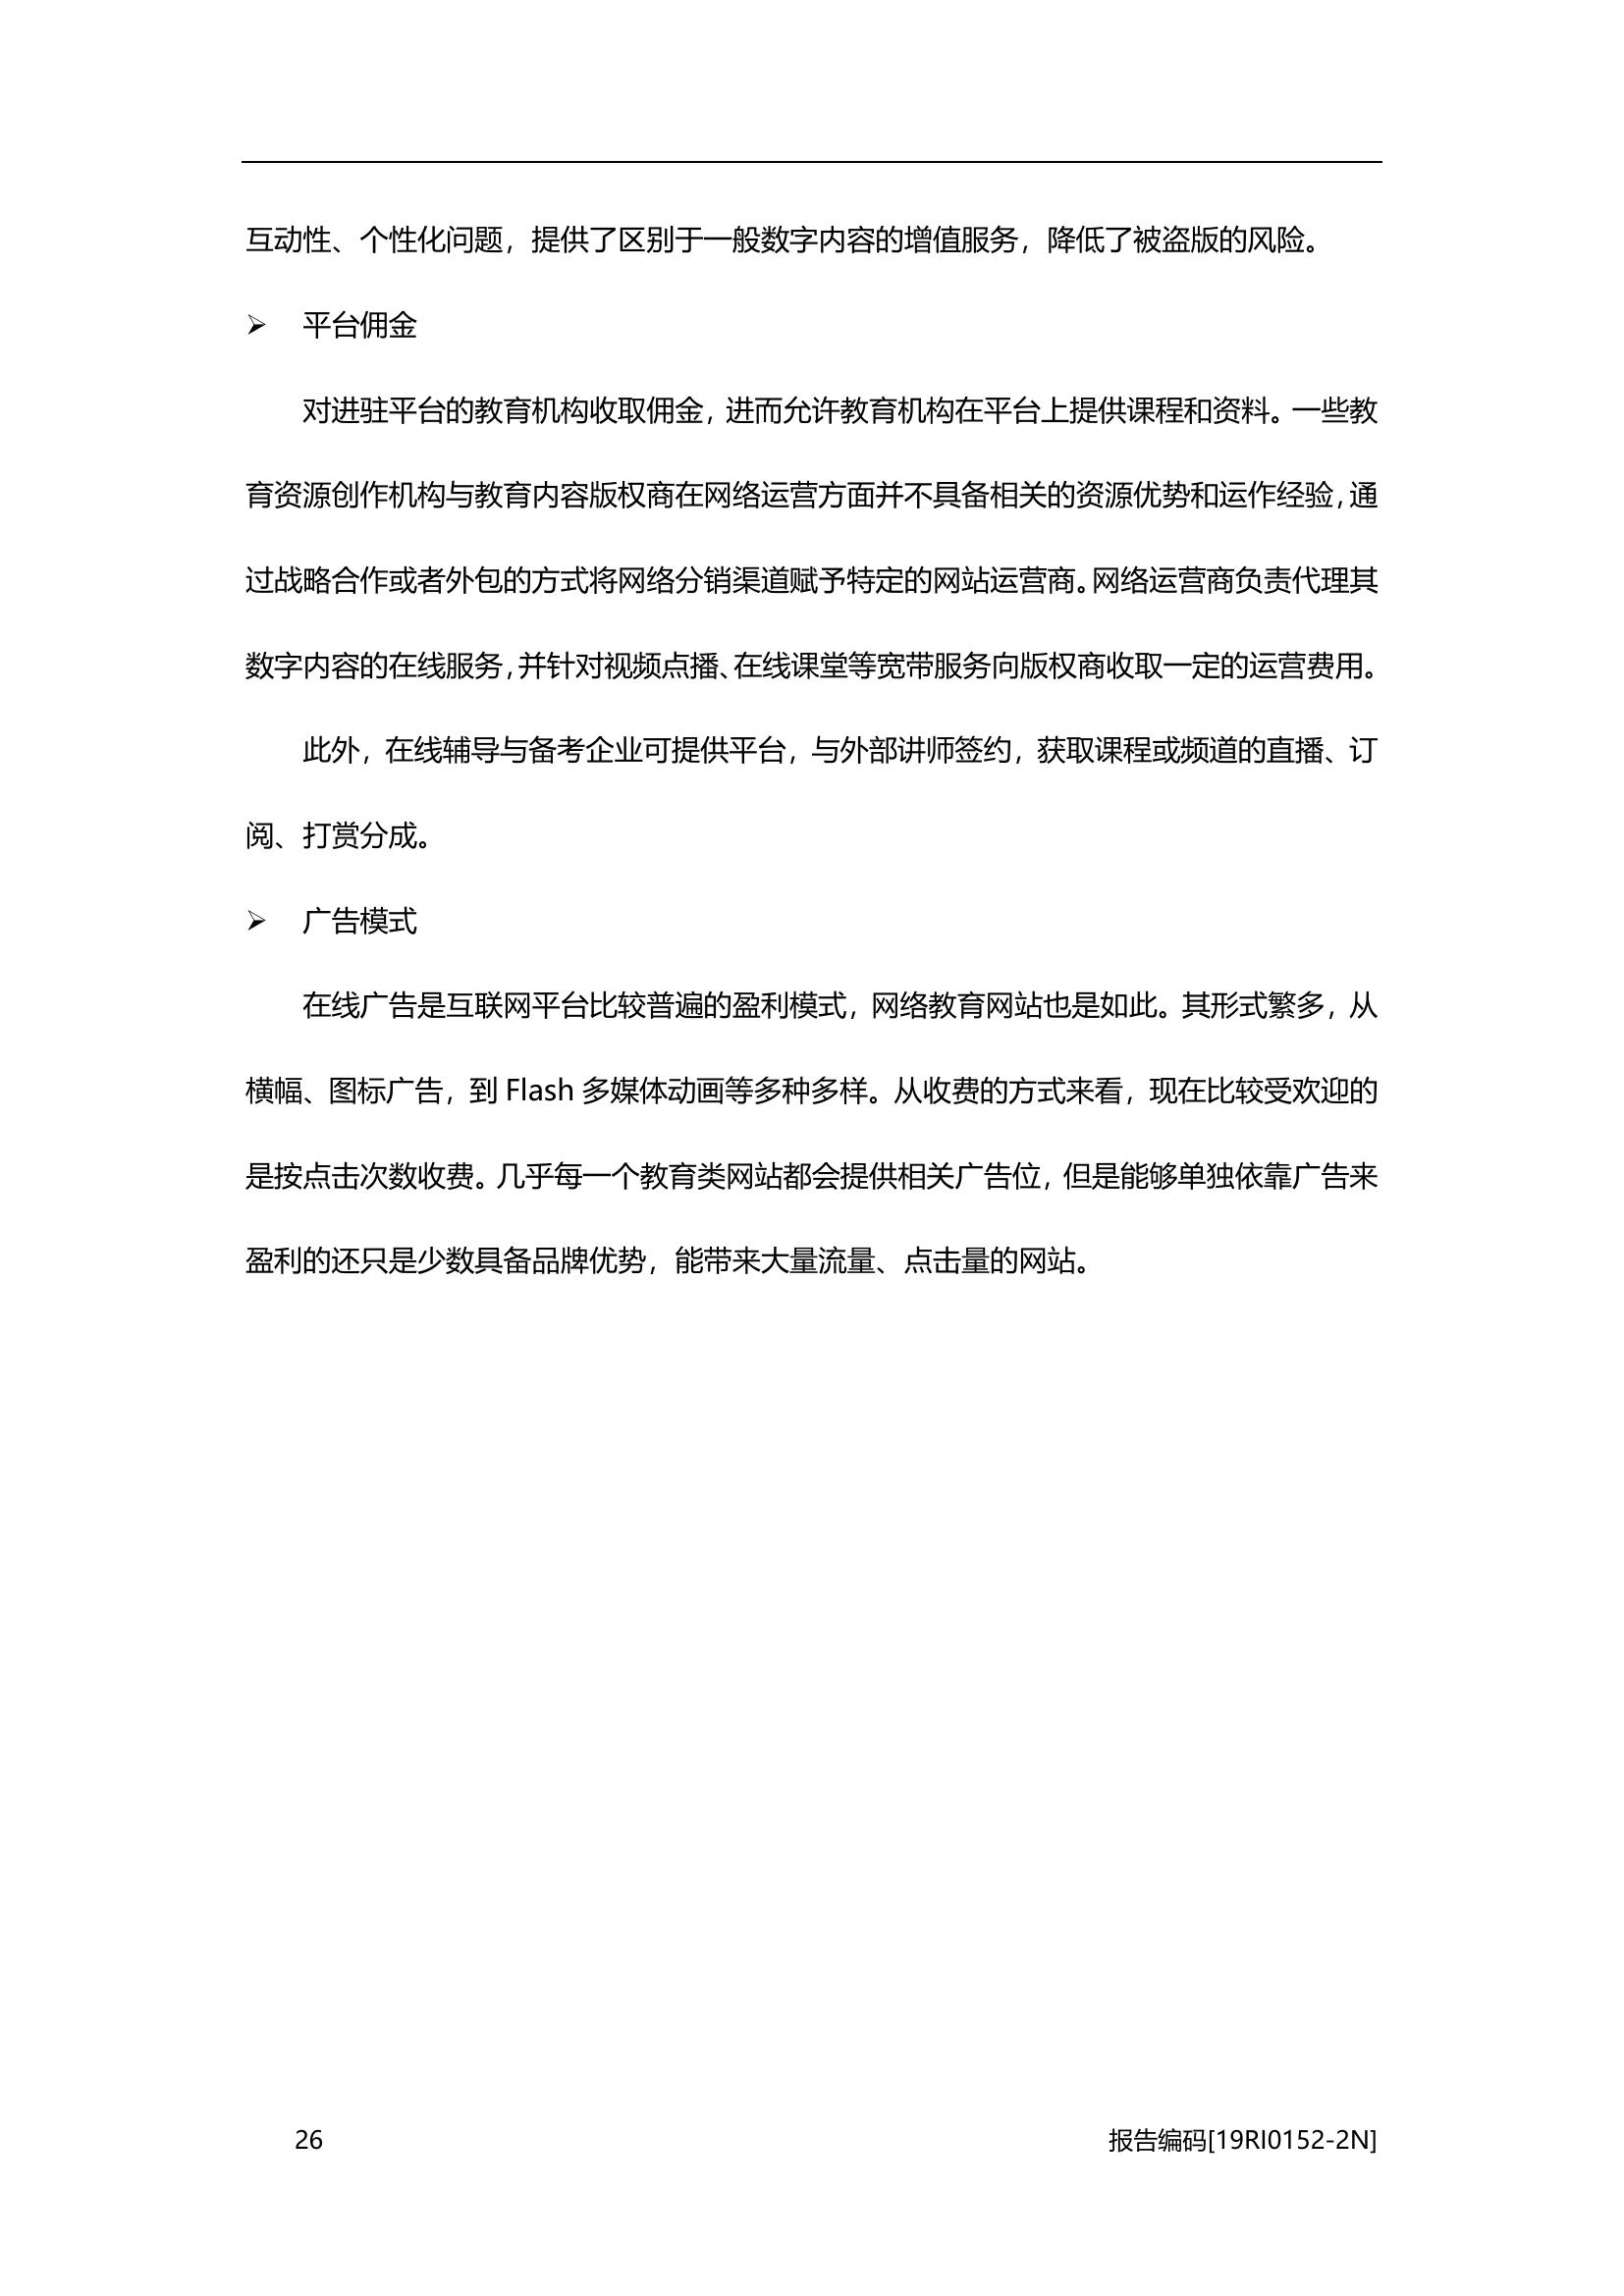 互动性、个性化问题，提供了区别于一般数字内容的增值服务，降低了被盗版的风险。
➢ 平台佣金
对进驻平台的教育机构收取佣金，进而允许教育机构在平台上提供课程和资料。一些教
育资源创作机构与教育内容版权商在网络运营方面并不具备相关的资源优势和运作经验，通
过战略合作或者外包的方式将网络分销渠道赋予特定的网站运营商。网络运营商负责代理其
数字内容的在线服务，并针对视频点播、在线课堂等宽带服务向版权商收取一定的运营费用。
此外，在线辅导与备考企业可提供平台，与外部讲师签约，获取课程或频道的直播、订
阅、打赏分成。
➢ 广告模式
在线广告是互联网平台比较普遍的盈利模式，网络教育网站也是如此。其形式繁多，从
横幅、图标广告，到 Flash 多媒体动画等多种多样。从收费的方式来看，现在比较受欢迎的
是按点击次数收费。几乎每一个教育类网站都会提供相关广告位，但是能够单独依靠广告来
盈利的还只是少数具备品牌优势，能带来大量流量、点击量的网站。
26 报告编码[19RI0152-2N]